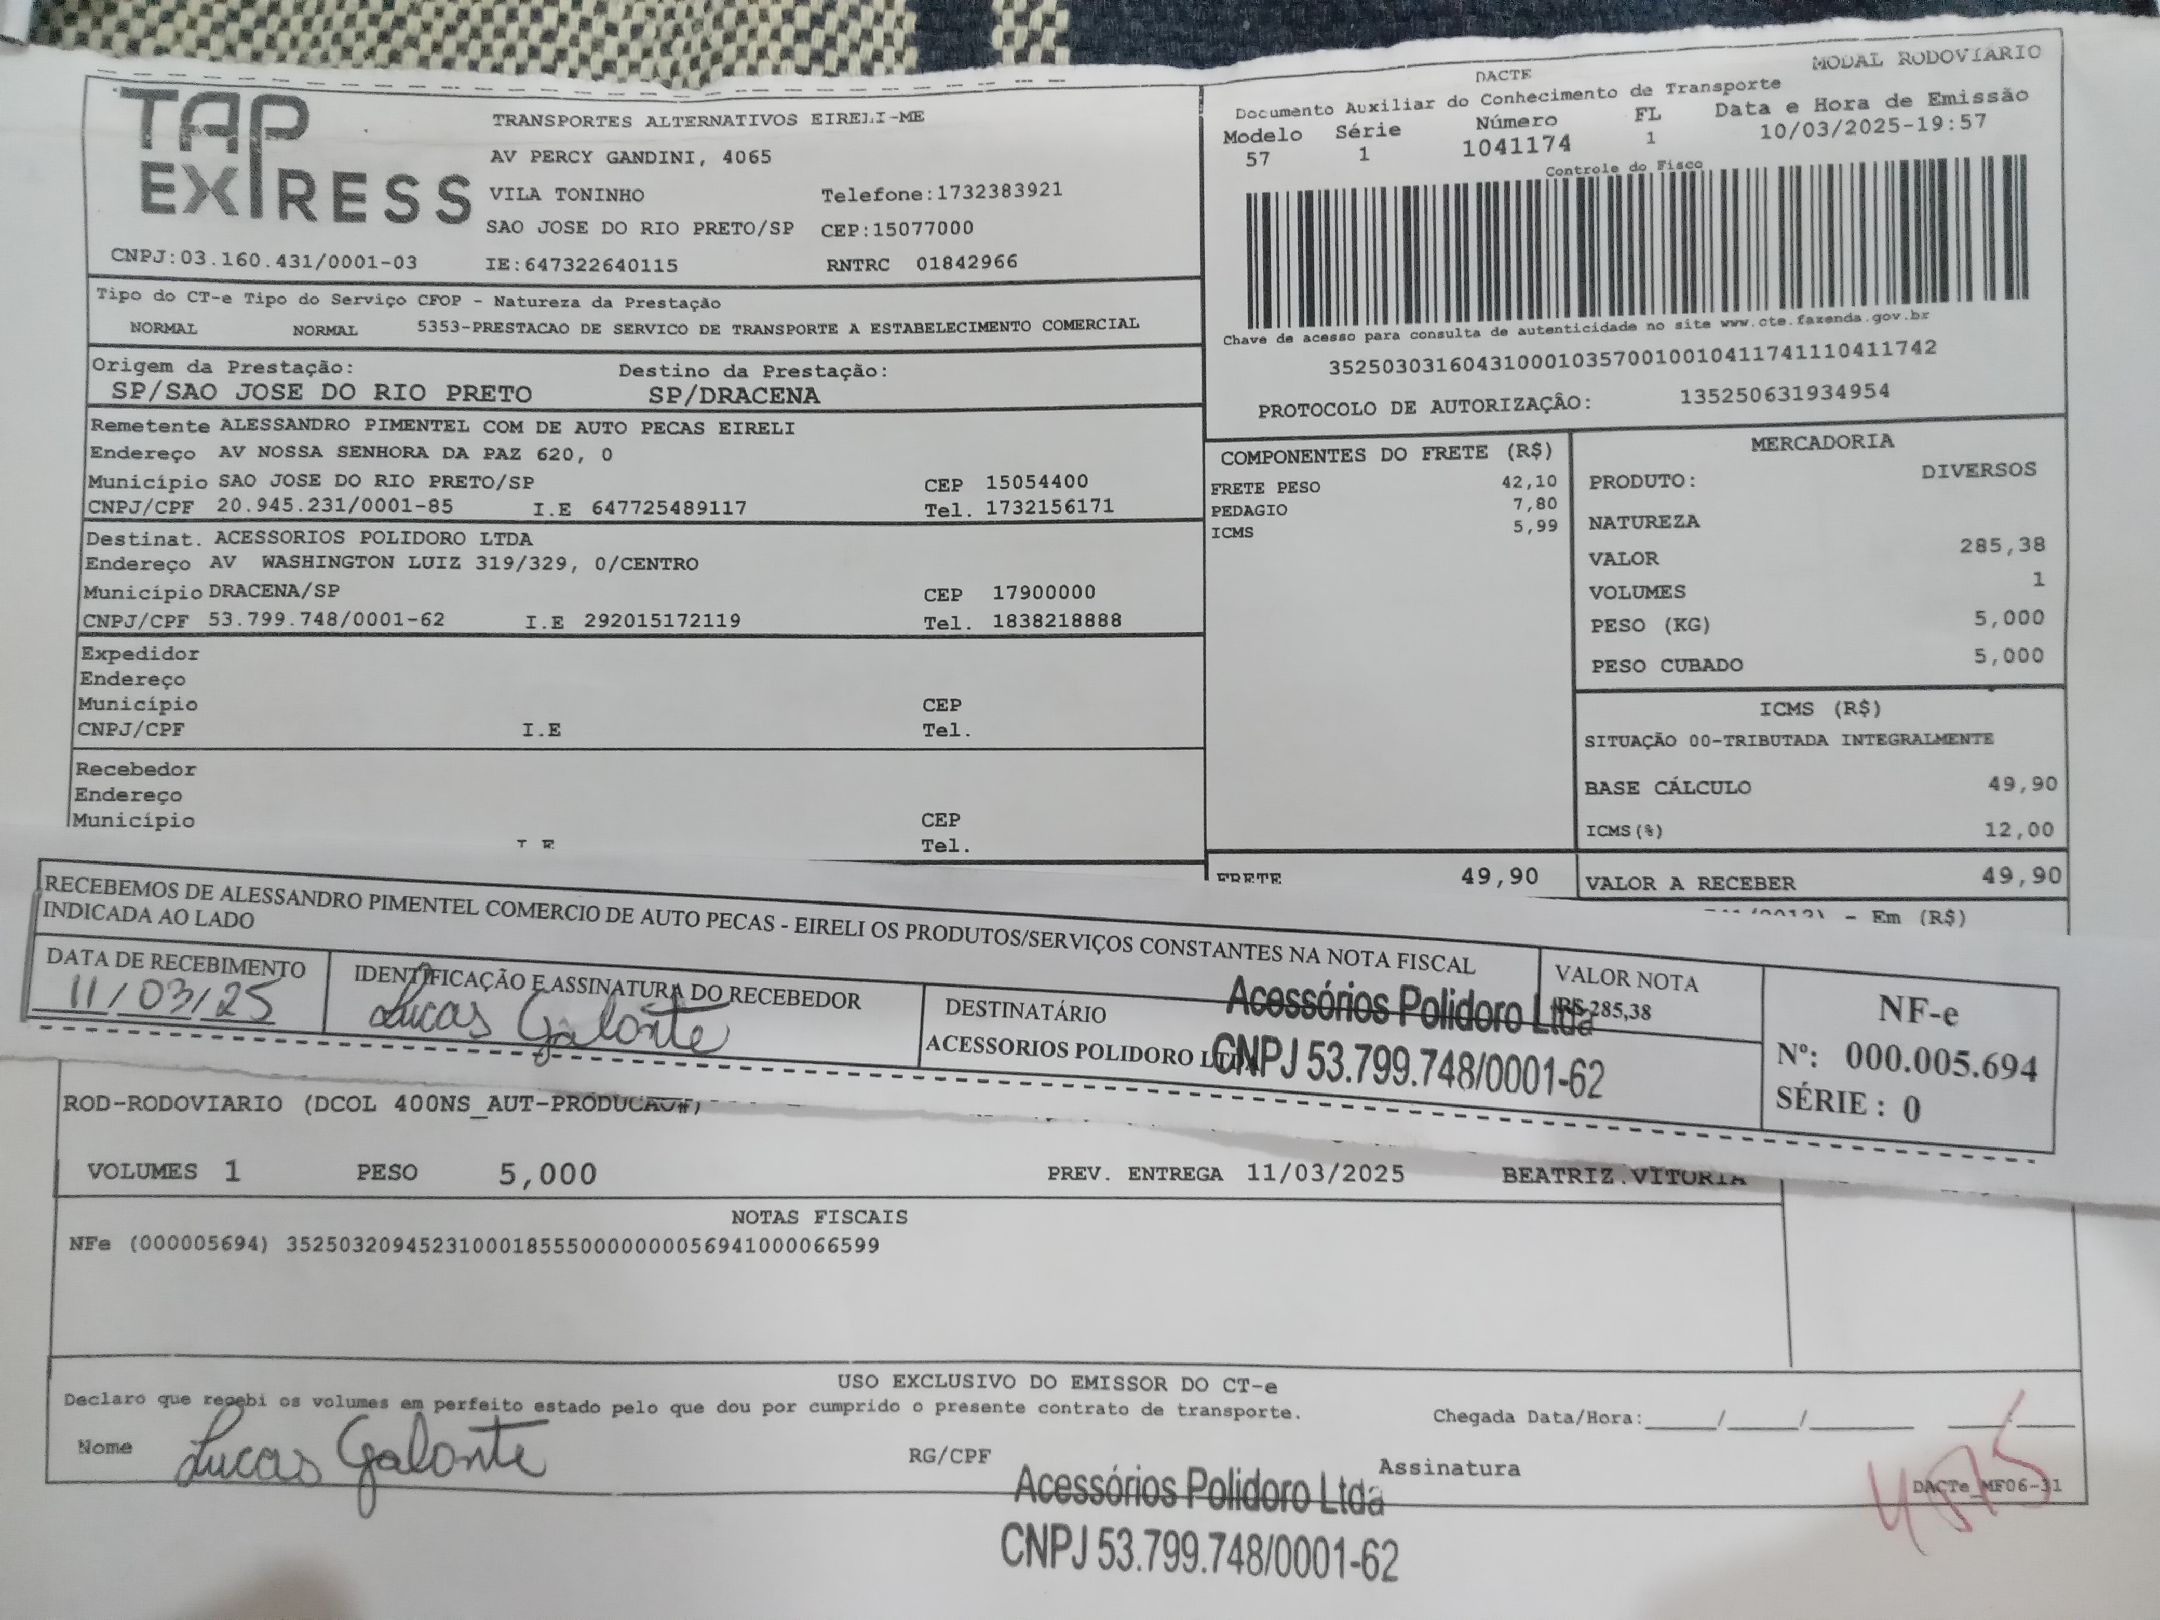 TAP EXPRESS
TRANSPORTES ALTERNATIVOS EIRELI-ME
AV PERCY GANDINI, 4065
VILA TONINHO Telefone:1732383921
SAO JOSE DO RIO PRETO/SP CEP:15077000
CNPJ:03.160.431/0001-03 IE:647322640115 RNTRC 01842966
MODAL RODOVIARIO
DACTE
Documento Auxiliar do Conhecimento de Transporte
Modelo Série Número FL Data e Hora de Emissão
57 1 1041174 1 10/03/2025-19:57
Controle do Fisco
Chave de acesso para consulta de autenticidade no site www.cte.fazenda.gov.br
35250303160431000103570010010411741110411742
PROTOCOLO DE AUTORIZAÇÂO: 135250631934954
Tipo do CT-e Tipo do Serviço CFOP - Natureza da Prestação
NORMAL NORMAL 5353-PRESTACAO DE SERVICO DE TRANSPORTE A ESTABELECIMENTO COMERCIAL
Origem da Prestação: Destino da Prestação:
SP/SAO JOSE DO RIO PRETO SP/DRACENA
Remetente ALESSANDRO PIMENTEL COM DE AUTO PECAS EIRELI
Endereço AV NOSSA SENHORA DA PAZ 620, 0
Município SAO JOSE DO RIO PRETO/SP CEP 15054400
CNPJ/CPF 20.945.231/0001-85 I.E 647725489117 Tel. 1732156171
Destinat. ACESSORIOS POLIDORO LTDA
Endereço AV WASHINGTON LUIZ 319/329, 0/CENTRO
Município DRACENA/SP CEP 17900000
CNPJ/CPF 53.799.748/0001-62 I.E 292015172119 Tel. 1838218888
Expedidor
Endereço
Município CEP
CNPJ/CPF I.E Tel.
Recebedor
Endereço
Município CEP
I.E Tel.
COMPONENTES DO FRETE (R$)
FRETE PESO 42,10
PEDAGIO 7,80
ICMS 5,99
FRETE 49,90
MERCADORIA
PRODUTO: DIVERSOS
NATUREZA
VALOR 285,38
VOLUMES 1
PESO (KG) 5,000
PESO CUBADO 5,000
ICMS (R$)
SITUAÇÃO 00-TRIBUTADA INTEGRALMENTE
BASE CÁLCULO 49,90
ICMS(%) 12,00
VALOR A RECEBER 49,90
- Em (R$)
RECEBEMOS DE ALESSANDRO PIMENTEL COMERCIO DE AUTO PECAS - EIRELI OS PRODUTOS/SERVIÇOS CONSTANTES NA NOTA FISCAL
INDICADA AO LADO
DATA DE RECEBIMENTO
11/03/25
IDENTIFICAÇÃO E ASSINATURA DO RECEBEDOR
Lucas Galonte
DESTINATÁRIO
ACESSORIOS POLIDORO LTDA
Acessórios Polidoro Ltda
CNPJ 53.799.748/0001-62
VALOR NOTA
R$ 285,38
NF-e
Nº: 000.005.694
SÉRIE: 0
ROD-RODOVIARIO (DCOL 400NS_AUT-PRODUCAO#)
VOLUMES 1 PESO 5,000 PREV. ENTREGA 11/03/2025 BEATRIZ.VITORIA
NOTAS FISCAIS
NFe (000005694) 35250320945231000185550000000056941000066599
USO EXCLUSIVO DO EMISSOR DO CT-e
Declaro que recebi os volumes em perfeito estado pelo que dou por cumprido o presente contrato de transporte.
Chegada Data/Hora:____/____/____
Nome Lucas Galonte RG/CPF Assinatura
Acessórios Polidoro Ltda
CNPJ 53.799.748/0001-62
DACTe_MF06-31